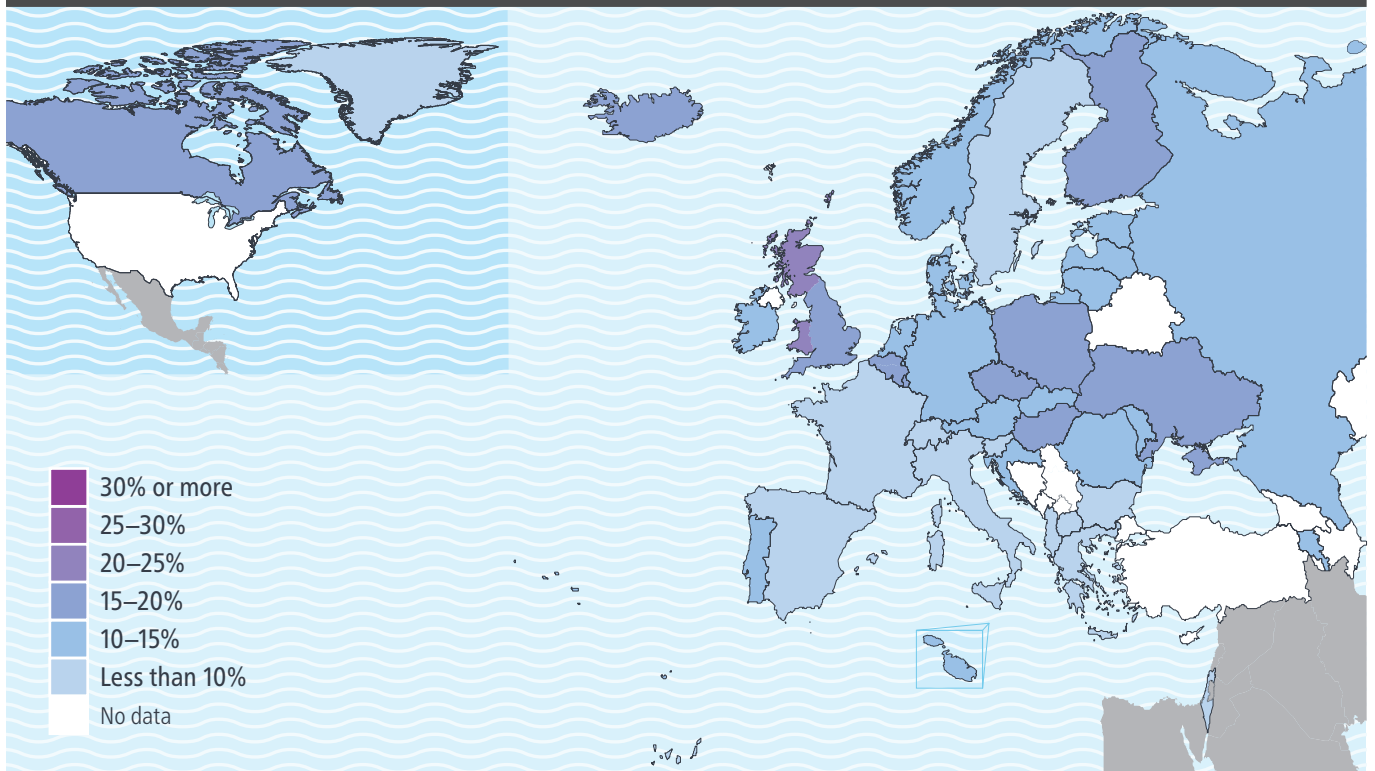 30% or more
25–30%
20–25%
15–20%
10–15%
Less than 10%
No data